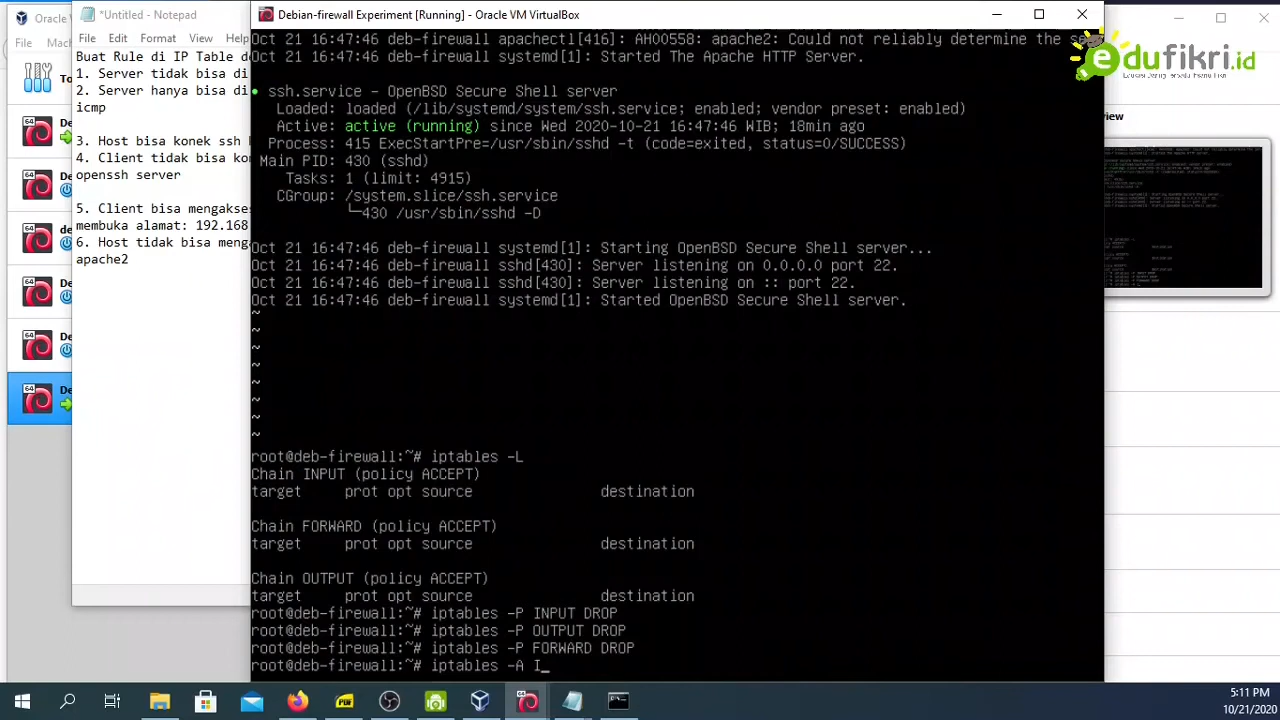 Oracle
*Untitled - Notepad
Debian-firewall Experiment [Running] - Oracle VM VirtualBox
File
File Edit Format View Help
edufikri.id
Buat Rule di IP Table
1. Server tidak bisa di
2. Server hanya bisa di
icmp
3. Host bisa konek ssh
4. Client tidak bisa
openssh server
5. Client bisa mengakses
membuka alamat: 192.168
6. Host tidak bisa
apache2
Oct 21 16:47:46 deb-firewall apachectl[416]: AH00558: apache2: Could not reliably determine the
Oct 21 16:47:46 deb-firewall systemd[1]: Started The Apache HTTP Server.
● ssh.service - OpenBSD Secure Shell server
Loaded: loaded (/lib/systemd/system/ssh.service; enabled; vendor preset: enabled)
Active: active (running) since Wed 2020-10-21 16:47:46 WIB; 18min ago
Process: 415 ExecStartPre=/usr/sbin/sshd -t (code=exited, status=0/SUCCESS)
Main PID: 430 (sshd)
Tasks: 1 (limit:
CGroup: /system.slice/ssh.service
└─430 /usr/sbin/sshd -D
Oct 21 16:47:46 deb-firewall systemd[1]: Starting OpenBSD Secure Shell server...
Oct 21 16:47:46 deb-firewall sshd[430]: Server listening on 0.0.0.0 port 22.
Oct 21 16:47:46 deb-firewall sshd[430]: Server listening on :: port 22.
Oct 21 16:47:46 deb-firewall systemd[1]: Started OpenBSD Secure Shell server.
~
~
~
~
~
~
~
~
root@deb-firewall:~# iptables -L
Chain INPUT (policy ACCEPT)
target prot opt source destination
Chain FORWARD (policy ACCEPT)
target prot opt source destination
Chain OUTPUT (policy ACCEPT)
target prot opt source destination
root@deb-firewall:~# iptables -P INPUT DROP
root@deb-firewall:~# iptables -P OUTPUT DROP
root@deb-firewall:~# iptables -P FORWARD DROP
root@deb-firewall:~# iptables -A I_
5:11 PM
10/21/2020